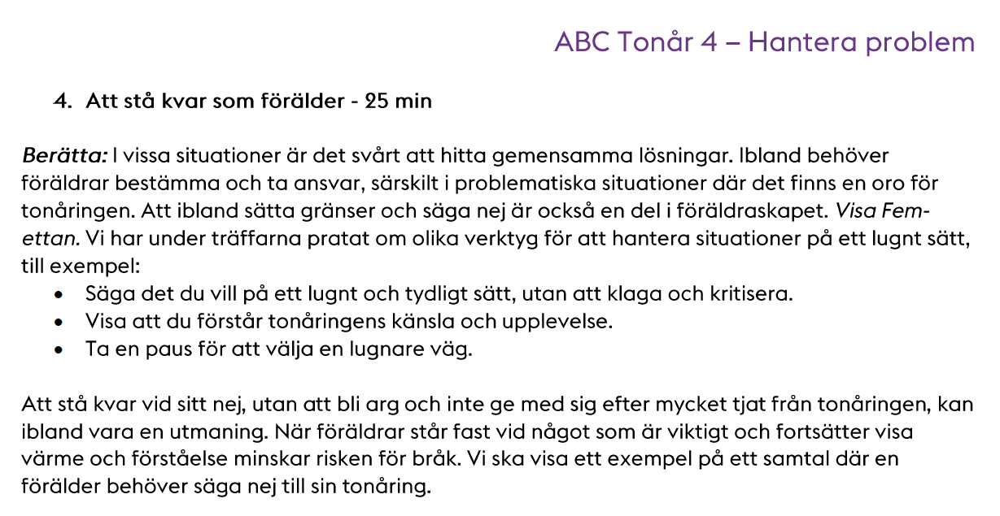 ABC Tonår 4 – Hantera problem
4. Att stå kvar som förälder - 25 min
Berätta: I vissa situationer är det svårt att hitta gemensamma lösningar. Ibland behöver
föräldrar bestämma och ta ansvar, särskilt i problematiska situationer där det finns en oro för
tonåringen. Att ibland sätta gränser och säga nej är också en del i föräldraskapet. Visa Fem-
ettan. Vi har under träffarna pratat om olika verktyg för att hantera situationer på ett lugnt sätt,
till exempel:
• Säga det du vill på ett lugnt och tydligt sätt, utan att klaga och kritisera.
• Visa att du förstår tonåringens känsla och upplevelse.
• Ta en paus för att välja en lugnare väg.
Att stå kvar vid sitt nej, utan att bli arg och inte ge med sig efter mycket tjat från tonåringen, kan
ibland vara en utmaning. När föräldrar står fast vid något som är viktigt och fortsätter visa
värme och förståelse minskar risken för bråk. Vi ska visa ett exempel på ett samtal där en
förälder behöver säga nej till sin tonåring.